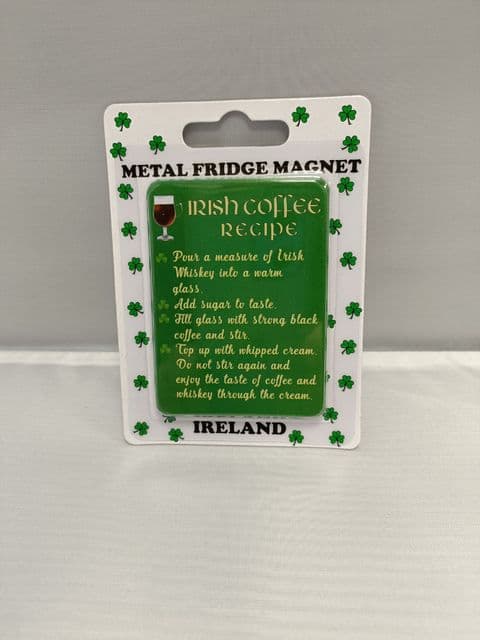 METAL FRIDGE MAGNET
IRISH COFFEE
RECIPE
Pour a measure of Irish
Whiskey into a warm
glass.
Add sugar to taste.
Fill glass with strong black
coffee and stir.
Top up with whipped cream.
Do not stir again and
enjoy the taste of coffee and
whiskey through the cream.
IRELAND